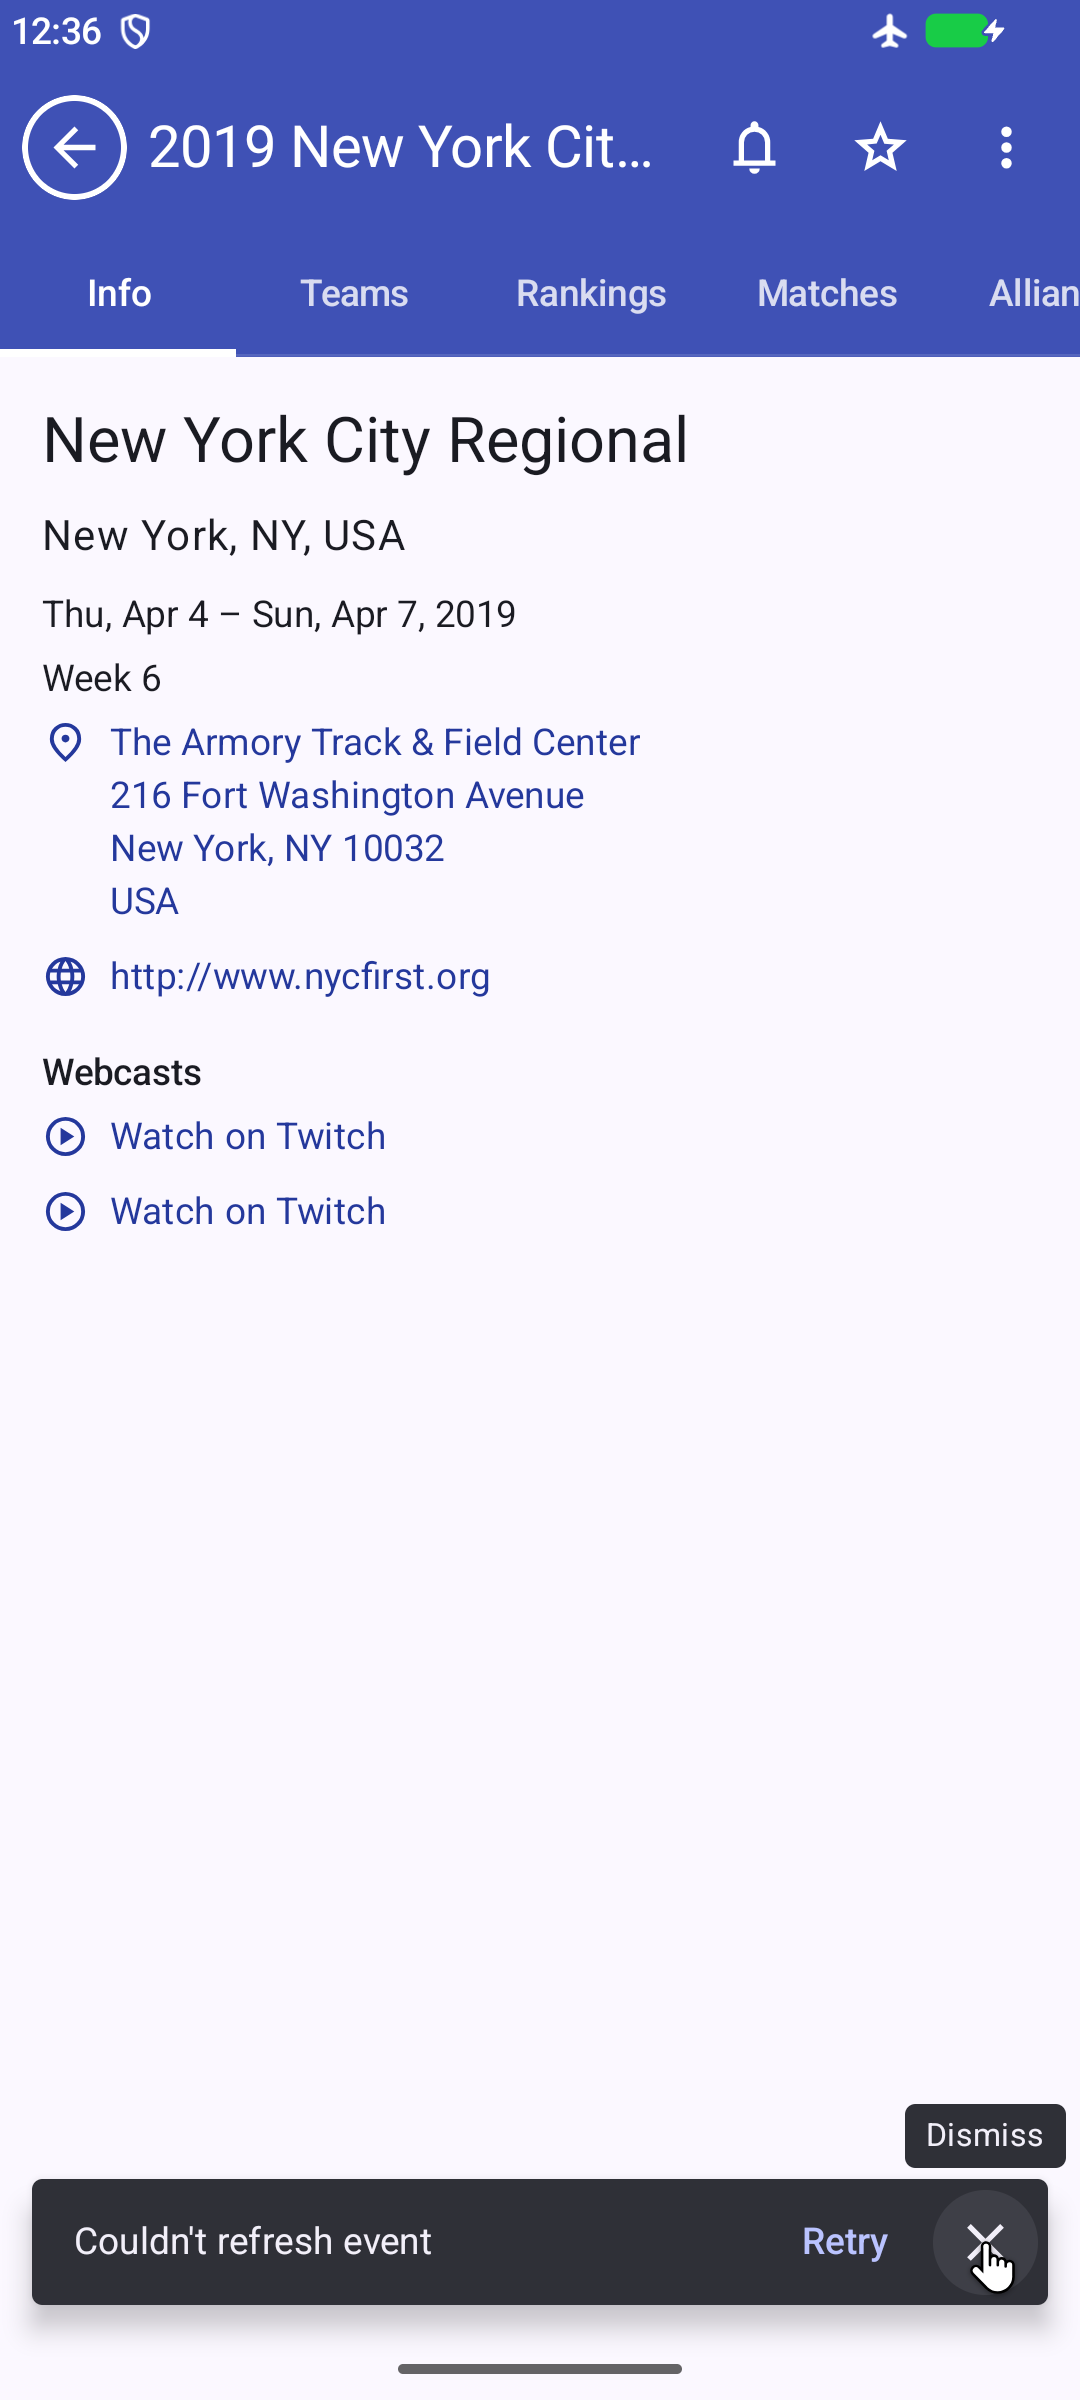 12:36
2019 New York Cit...
Info
Teams
Rankings
Matches
Allian
New York City Regional
New York, NY, USA
Thu, Apr 4 – Sun, Apr 7, 2019
Week 6
The Armory Track & Field Center
216 Fort Washington Avenue
New York, NY 10032
USA
http://www.nycfirst.org
Webcasts
Watch on Twitch
Watch on Twitch
Dismiss
Couldn't refresh event
Retry